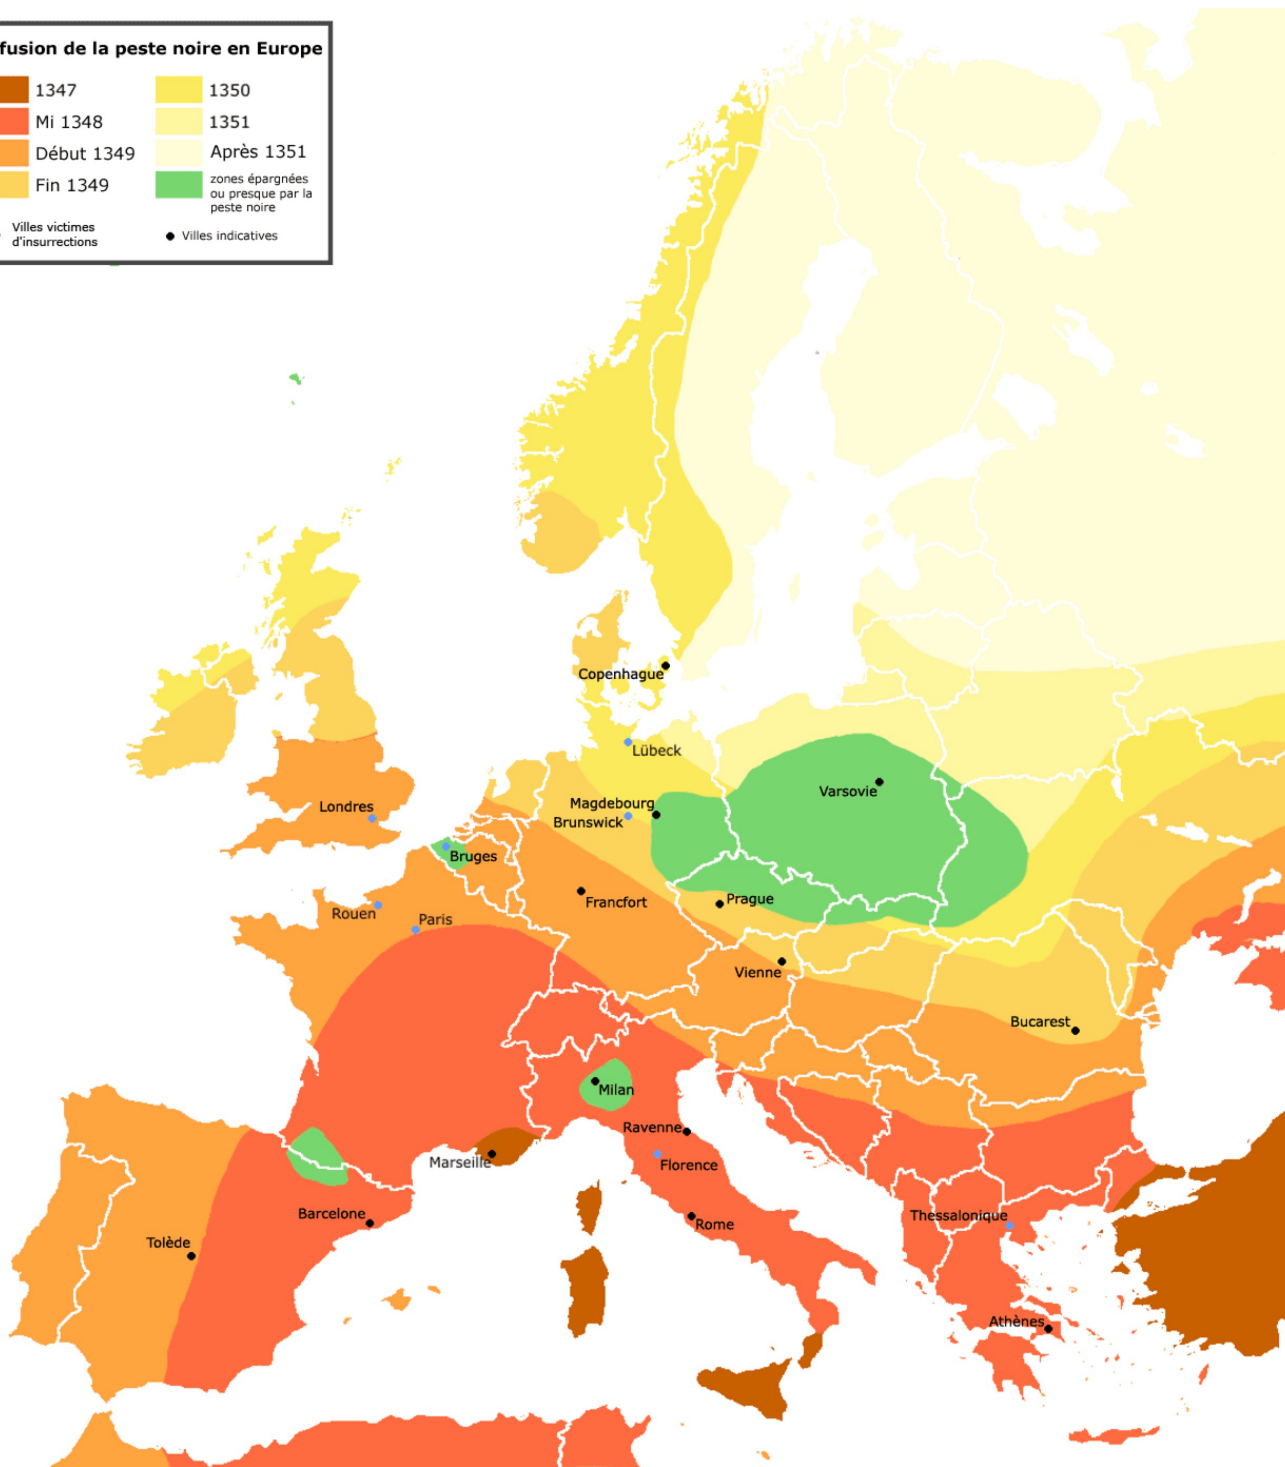 fusion de la peste noire en Europe
1347
1350
Mi 1348
1351
Début 1349
Après 1351
Fin 1349
zones épargnées
ou presque par la
peste noire
Villes victimes
d'insurrections
Villes indicatives
Copenhague
Lübeck
Varsovie
Magdebourg
Brunswick
Londres
Bruges
Francfort
Prague
Rouen
Paris
Vienne
Bucarest
Milan
Ravenne
Marseille
Florence
Barcelone
Rome
Thessalonique
Tolède
Athènes